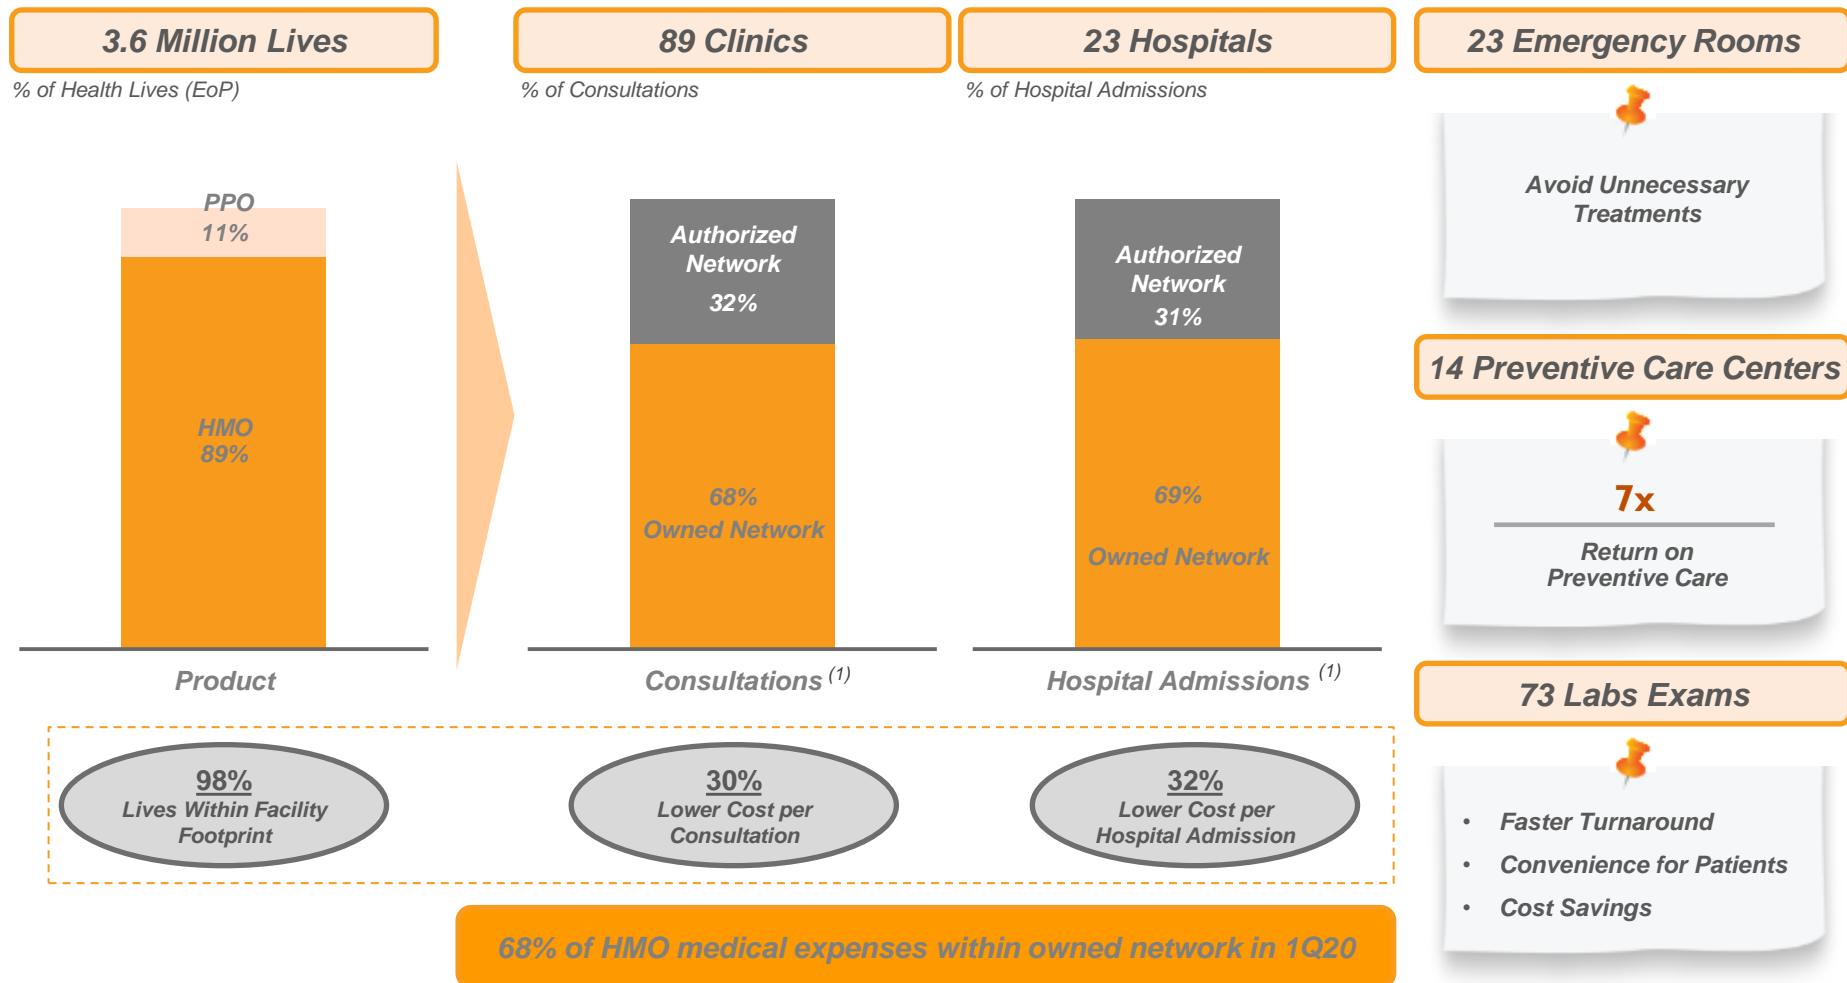 3.6 Million Lives
% of Health Lives (EoP)
PPO
11%
HMO
89%
Product
89 Clinics
% of Consultations
Authorized
Network
32%
68%
Owned Network
Consultations (1)
23 Hospitals
% of Hospital Admissions
Authorized
Network
31%
69%
Owned Network
Hospital Admissions (1)
98%
Lives Within Facility
Footprint
30%
Lower Cost per
Consultation
32%
Lower Cost per
Hospital Admission
68% of HMO medical expenses within owned network in 1Q20
23 Emergency Rooms
Avoid Unnecessary
Treatments
14 Preventive Care Centers
7x
Return on
Preventive Care
73 Labs Exams
• Faster Turnaround
• Convenience for Patients
• Cost Savings